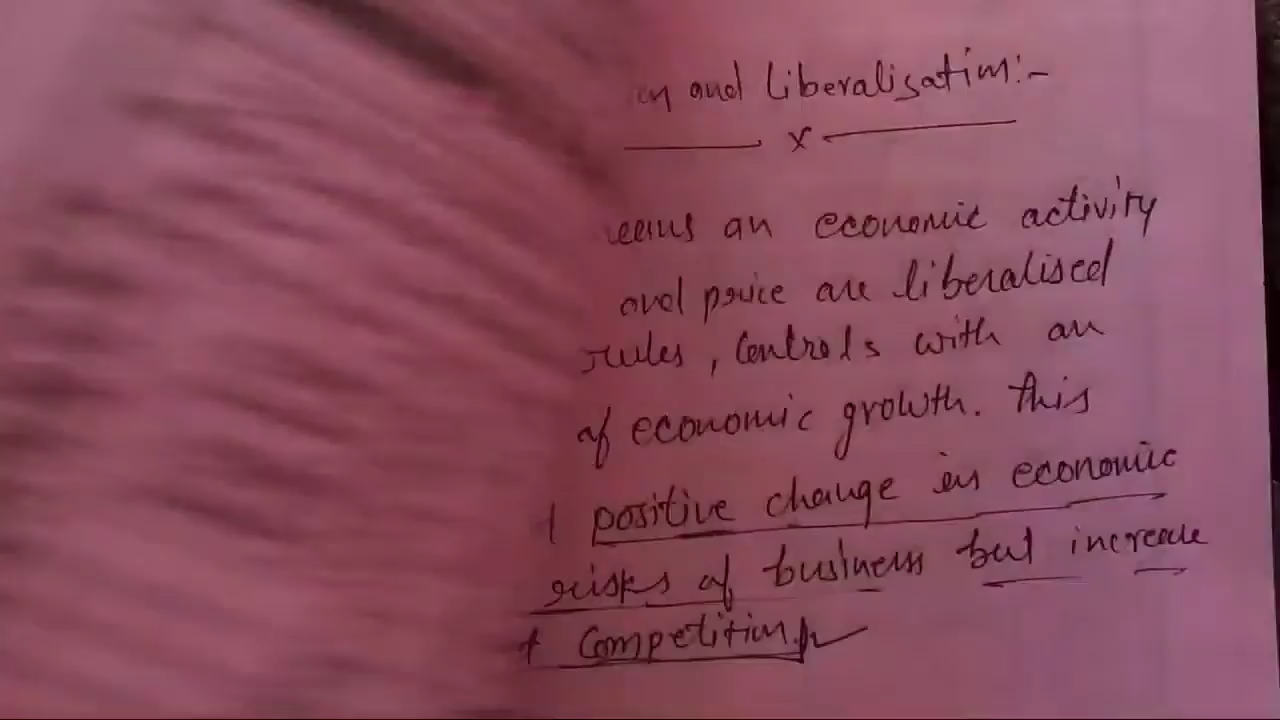 and liberalisation:-
x
an economic activity
and price are liberalised
rules, controls with an
of economic growth. This
positive change in economic
risks of business but increase
competition.